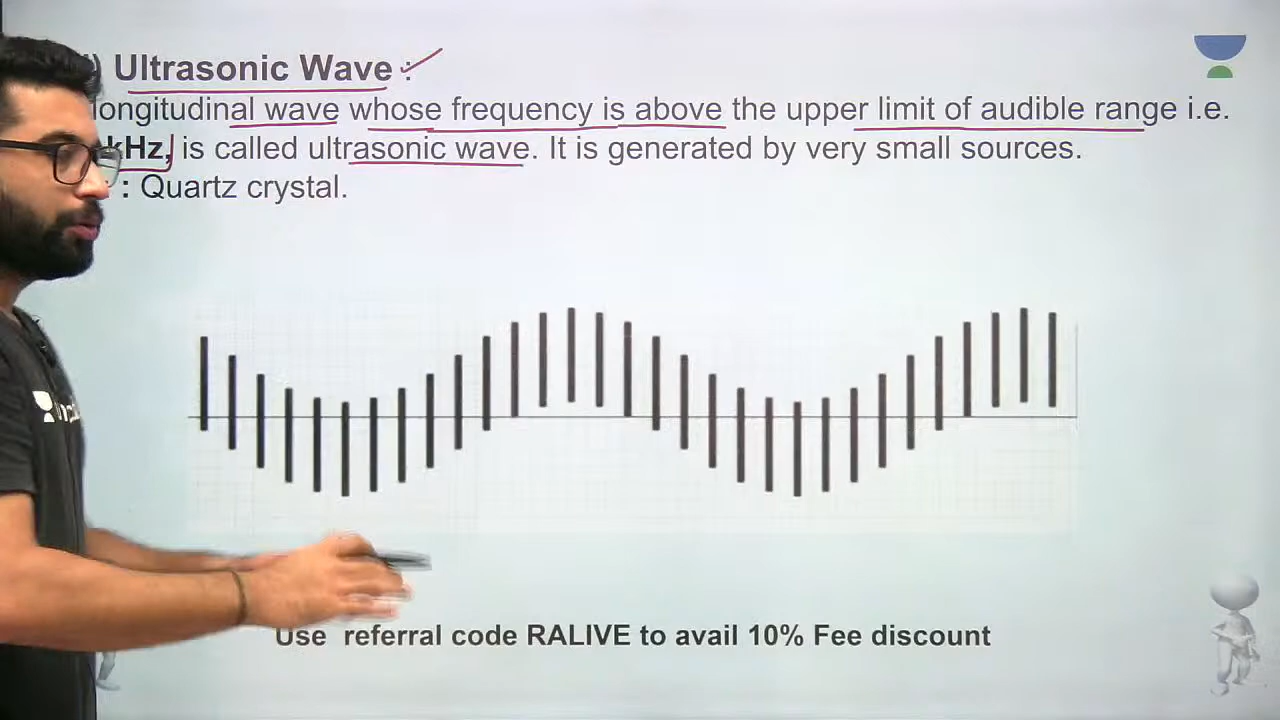 ) Ultrasonic Wave :
longitudinal wave whose frequency is above the upper limit of audible range i.e.
kHz, is called ultrasonic wave. It is generated by very small sources.
: Quartz crystal.
Use referral code RALIVE to avail 10% Fee discount